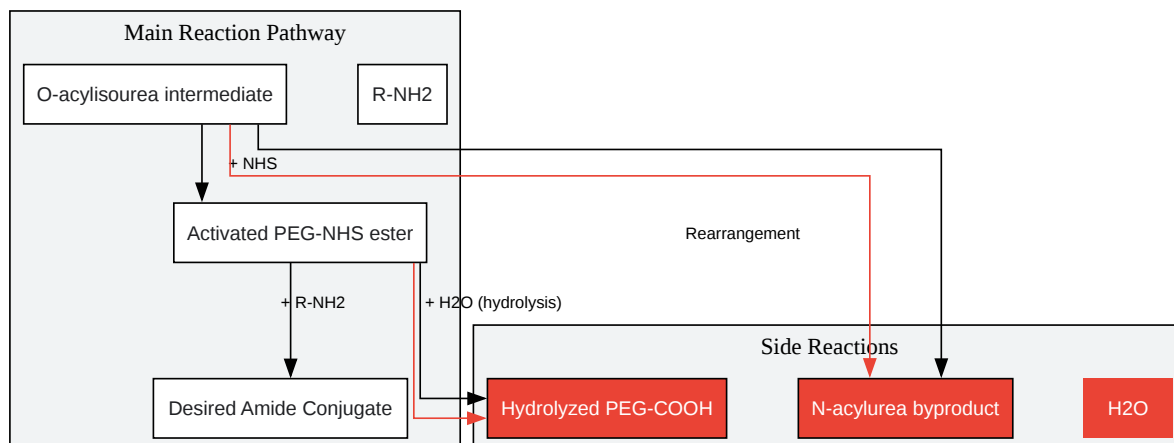 Main Reaction Pathway
O-acylisourea intermediate
R-NH2
+ NHS
Activated PEG-NHS ester
Rearrangement
+ R-NH2
+ H2O (hydrolysis)
Side Reactions
Desired Amide Conjugate
Hydrolyzed PEG-COOH
N-acylurea byproduct
H2O